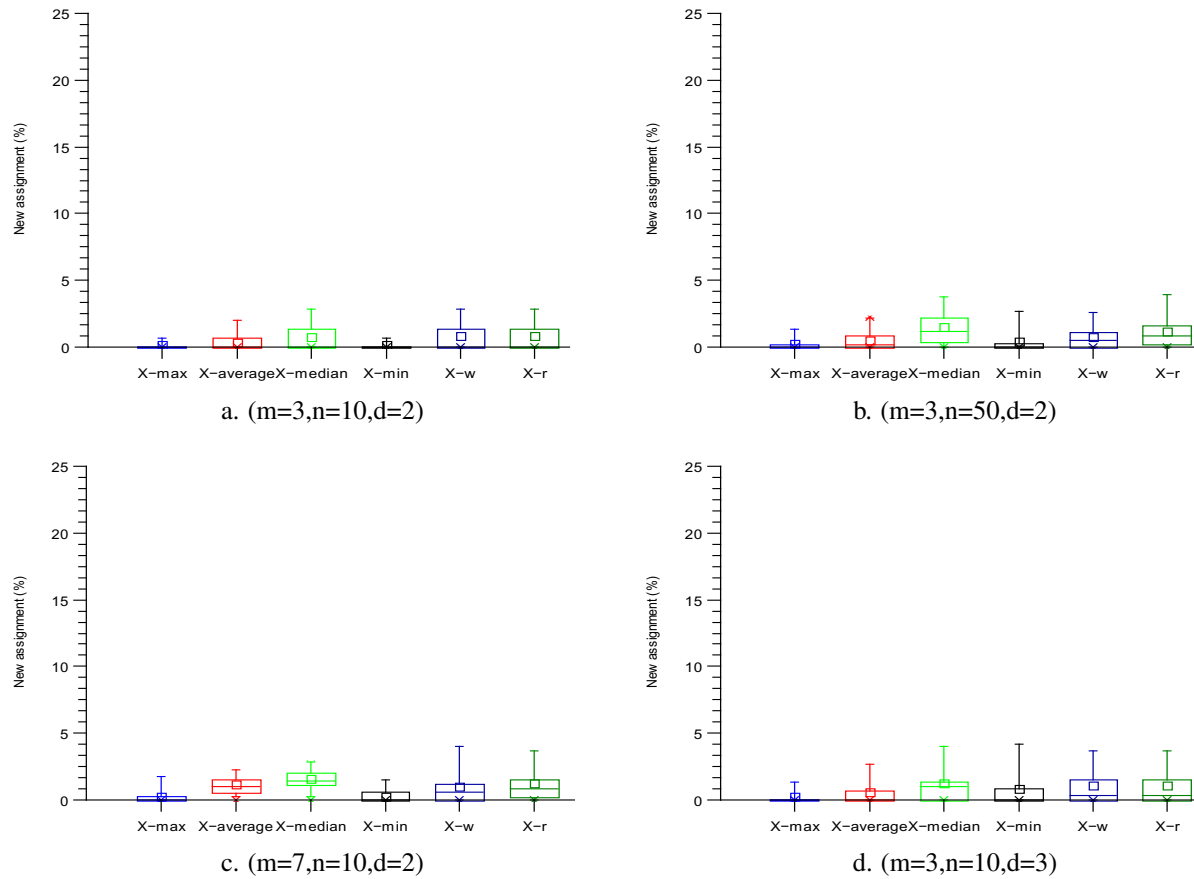 New assignment (%)
25
20
15
10
5
0
X−max X−average X−median X−min X−w X−r
a. (m=3,n=10,d=2)
New assignment (%)
25
20
15
10
5
0
X−max X−average X−median X−min X−w X−r
b. (m=3,n=50,d=2)
New assignment (%)
25
20
15
10
5
0
X−max X−average X−median X−min X−w X−r
c. (m=7,n=10,d=2)
New assignment (%)
25
20
15
10
5
0
X−max X−average X−median X−min X−w X−r
d. (m=3,n=10,d=3)